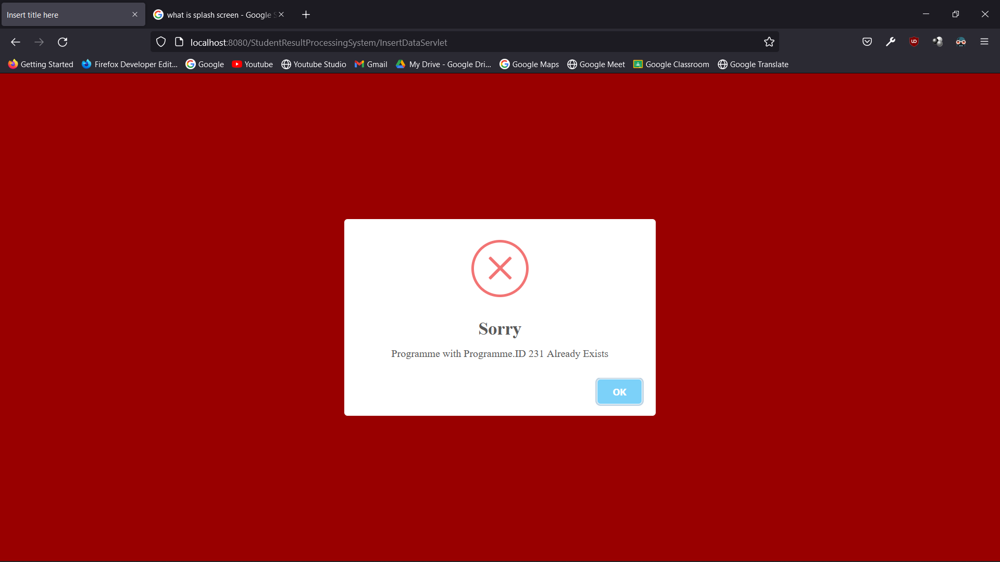 Insert title here
what is splash screen - Google S
localhost:8080/StudentResultProcessingSystem/InsertDataServlet
Getting Started
Firefox Developer Edit...
Google
Youtube
Youtube Studio
Gmail
My Drive - Google Dri...
Google Maps
Google Meet
Google Classroom
Google Translate
Sorry
Programme with Programme.ID 231 Already Exists
OK